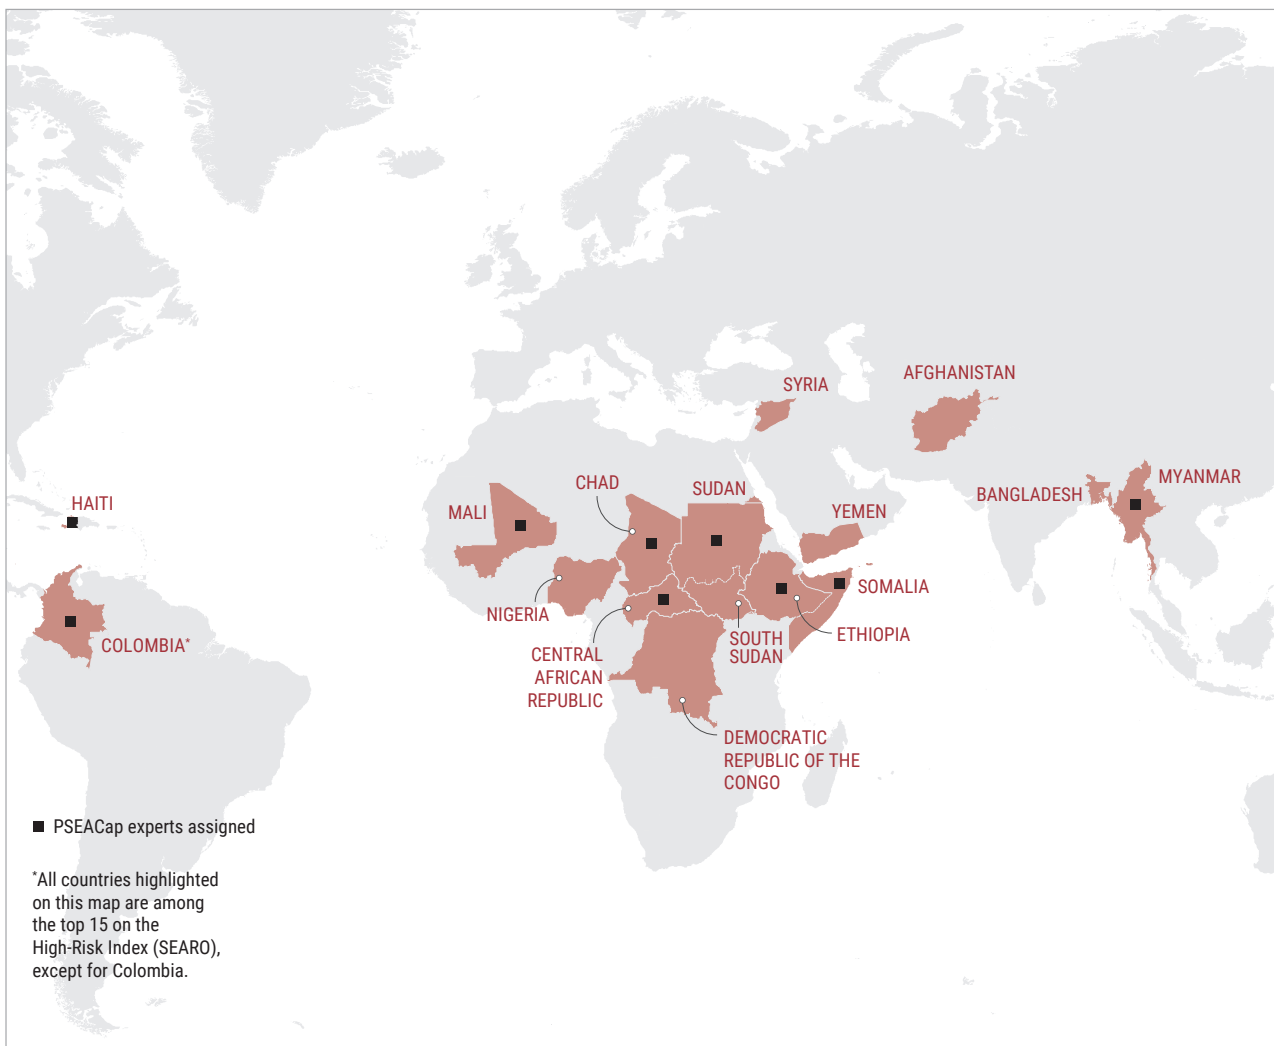 SYRIA
AFGHANISTAN
HAITI
CHAD
SUDAN
MALI
YEMEN
BANGLADESH
MYANMAR
SOMALIA
NIGERIA
ETHIOPIA
COLOMBIA*
SOUTH
SUDAN
CENTRAL
AFRICAN
REPUBLIC
DEMOCRATIC
REPUBLIC OF THE
CONGO
PSEACap experts assigned
*All countries highlighted
on this map are among
the top 15 on the
High-Risk Index (SEARO),
except for Colombia.